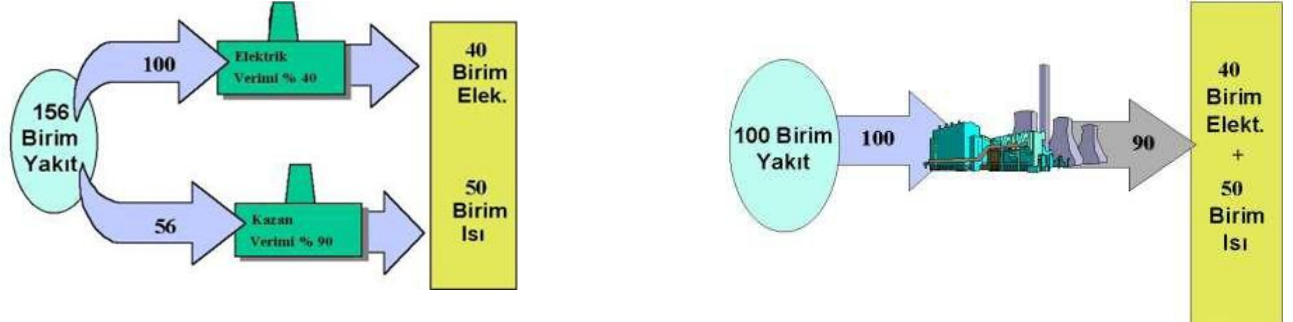 156
Birim
Yakıt
100
Elektrik
Verimi % 40
56
Kazan
Verimi % 90
40
Birim
Elek.
50
Birim
Isı
100 Birim
Yakıt
100
90
40
Birim
Elekt.
+
50
Birim
Isı